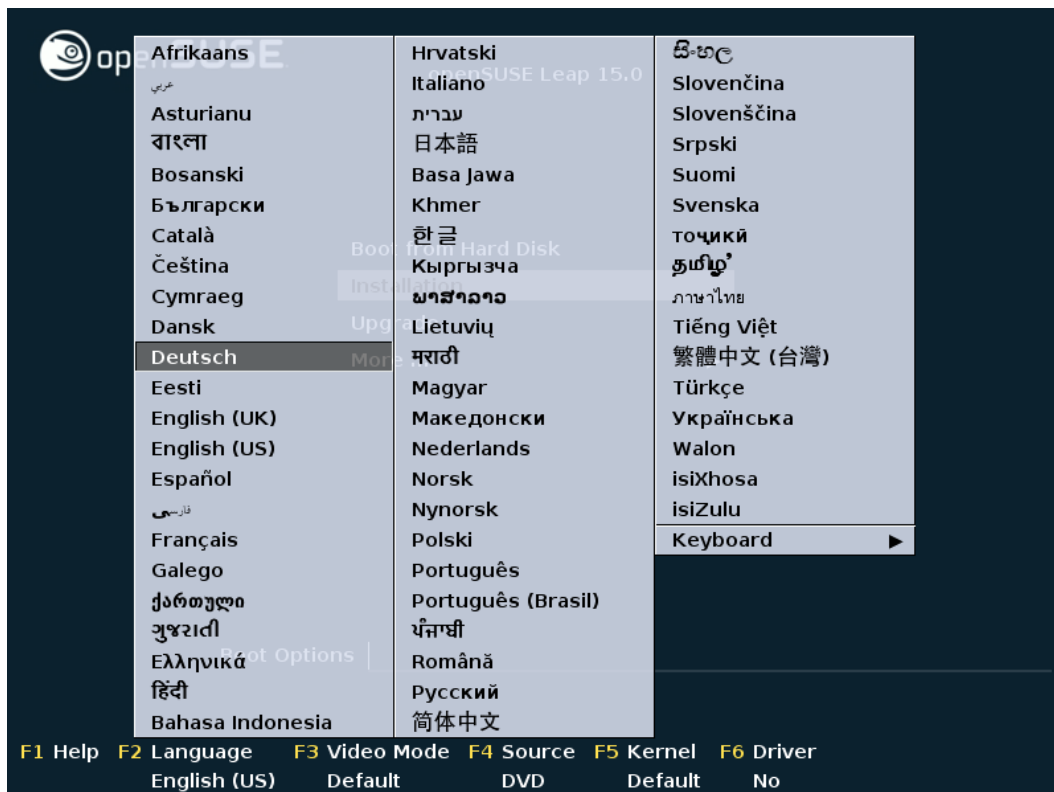 openSUSE
openSUSE Leap 15.0
Afrikaans
عربي
Asturianu
বাংলা
Bosanski
Български
Català
Čeština
Cymraeg
Dansk
Deutsch
Eesti
English (UK)
English (US)
Español
فارسی
Français
Galego
ქართული
ગુજરાતી
Ελληνικά
हिंदी
Bahasa Indonesia
Hrvatski
Italiano
עברית
日本語
Basa Jawa
Khmer
한글
Кыргызча
ພາສາລາວ
Lietuvių
मराठी
Magyar
Македонски
Nederlands
Norsk
Nynorsk
Polski
Português
Português (Brasil)
ਪੰਜਾਬੀ
Română
Русский
简体中文
සිංහල
Slovenčina
Slovenščina
Srpski
Suomi
Svenska
тоҷикӣ
தமிழ்
ภาษาไทย
Tiếng Việt
繁體中文 (台灣)
Türkçe
Українська
Walon
isiXhosa
isiZulu
Keyboard ▶
Boot from Hard Disk
Installation
Upgrade
More ...
Boot Options
F1 Help F2 Language F3 Video Mode F4 Source F5 Kernel F6 Driver
English (US) Default DVD Default No